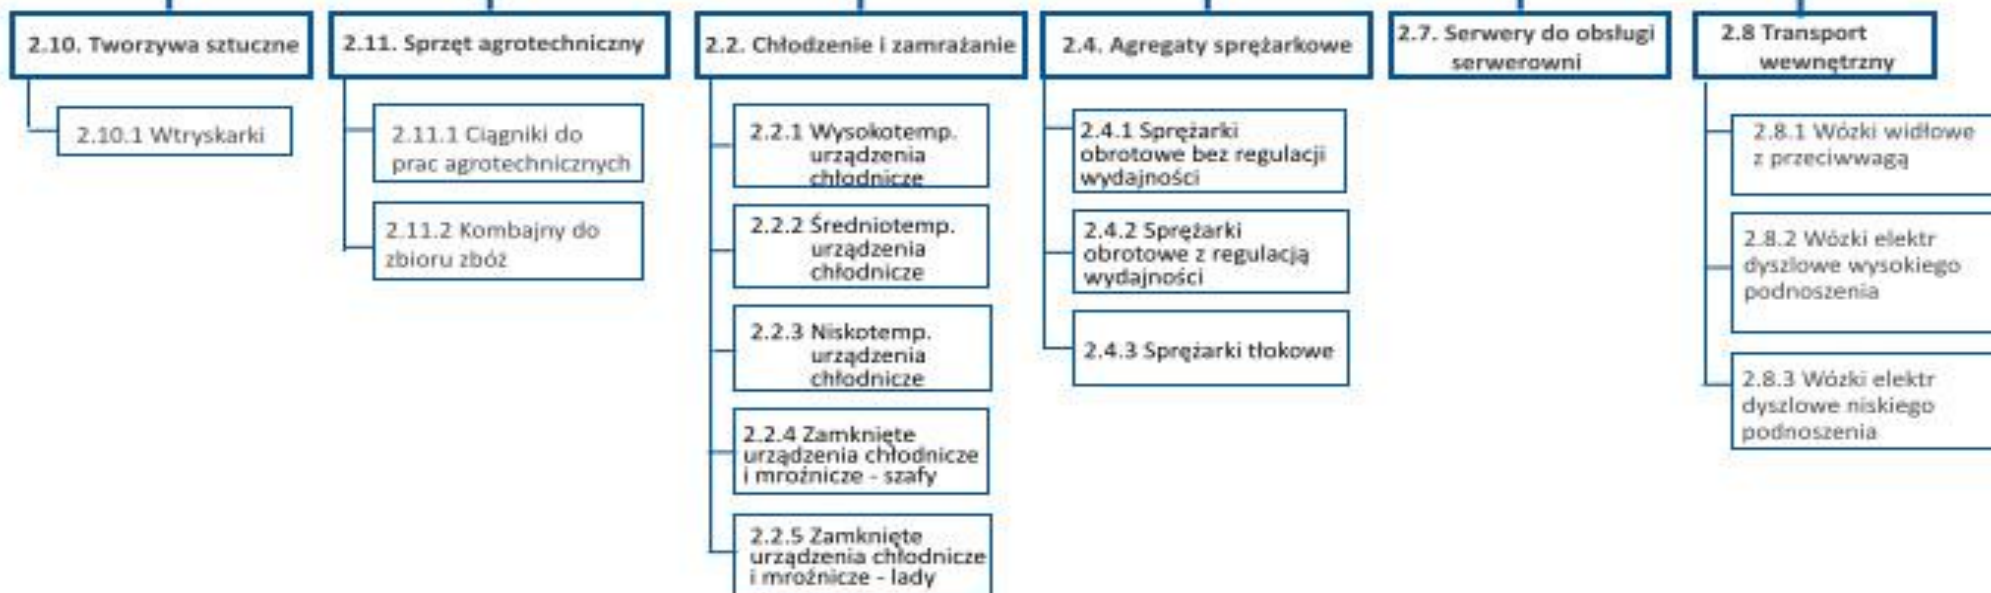 2.10. Tworzywa sztuczne
2.10.1 Wtryskarki
2.11. Sprzęt agrotechniczny
2.11.1 Ciągniki do
prac agrotechnicznych
2.11.2 Kombajny do
zbioru zbóż
2.2. Chłodzenie i zamrażanie
2.2.1 Wysokotemp.
urządzenia
chłodnicze
2.2.2 Średniotemp.
urządzenia
chłodnicze
2.2.3 Niskotemp.
urządzenia
chłodnicze
2.2.4 Zamknięte
urządzenia chłodnicze
i mroźnicze - szafy
2.2.5 Zamknięte
urządzenia chłodnicze
i mroźnicze - lady
2.4. Agregaty sprężarkowe
2.4.1 Sprężarki
obrotowe bez regulacji
wydajności
2.4.2 Sprężarki
obrotowe z regulacją
wydajności
2.4.3 Sprężarki tłokowe
2.7. Serwery do obsługi
serwerowni
2.8 Transport
wewnętrzny
2.8.1 Wózki widłowe
z przeciwwagą
2.8.2 Wózki elektr
dyszlowe wysokiego
podnoszenia
2.8.3 Wózki elektr
dyszlowe niskiego
podnoszenia